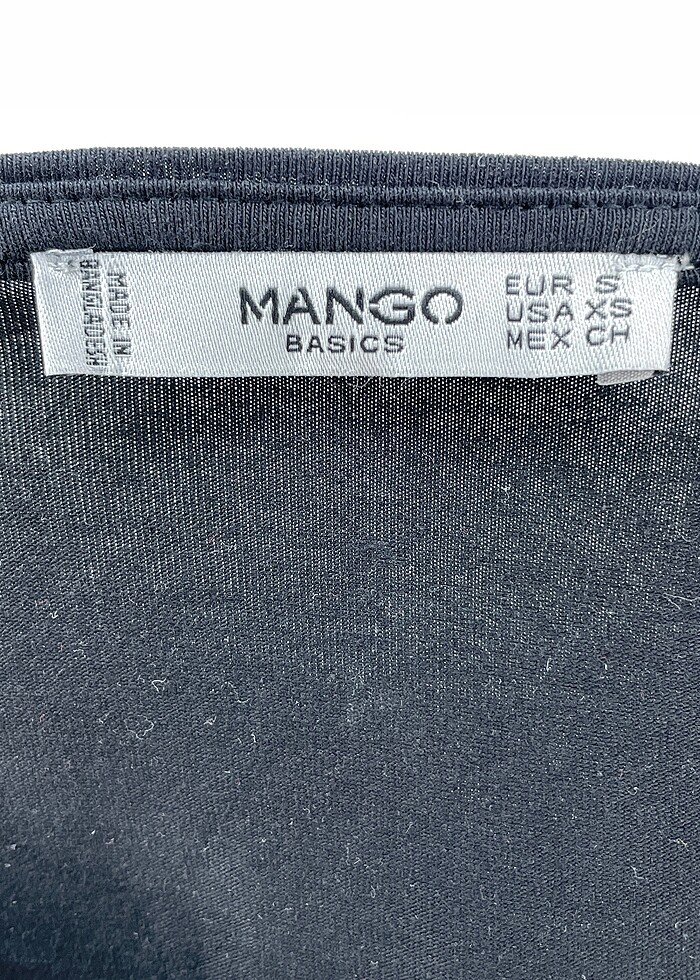 MADE IN
BANGLADESH
MANGO
BASICS
EUR S
USA XS
MEX CH